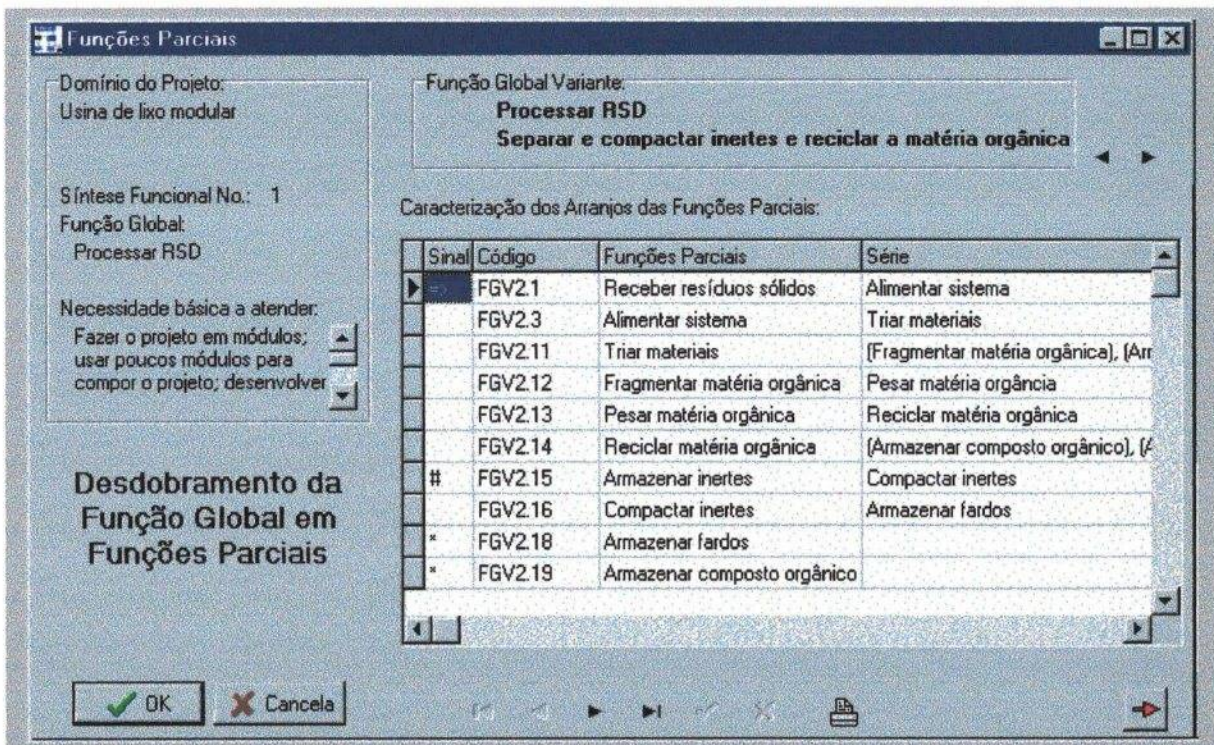 Funções Parciais
Domínio do Projeto:
Usina de lixo modular
Síntese Funcional No.: 1
Função Global:
Processar RSD
Necessidade básica a atender:
Fazer o projeto em módulos;
usar poucos módulos para
compor o projeto; desenvolver
Desdobramento da
Função Global em
Funções Parciais
Função Global Variante:
Processar RSD
Separar e compactar inertes e reciclar a matéria orgânica
Caracterização dos Arranjos das Funções Parciais:
Sinal Código Funções Parciais Série
=> FGV2.1 Receber resíduos sólidos Alimentar sistema
FGV2.3 Alimentar sistema Triar materiais
FGV2.11 Triar materiais (Fragmentar matéria orgânica), (Arr
FGV2.12 Fragmentar matéria orgânica Pesar matéria orgância
FGV2.13 Pesar matéria orgânica Reciclar matéria orgânica
FGV2.14 Reciclar matéria orgânica (Armazenar composto orgânico), (A
# FGV2.15 Armazenar inertes Compactar inertes
FGV2.16 Compactar inertes Armazenar fardos
* FGV2.18 Armazenar fardos
* FGV2.19 Armazenar composto orgânico
OK Cancela